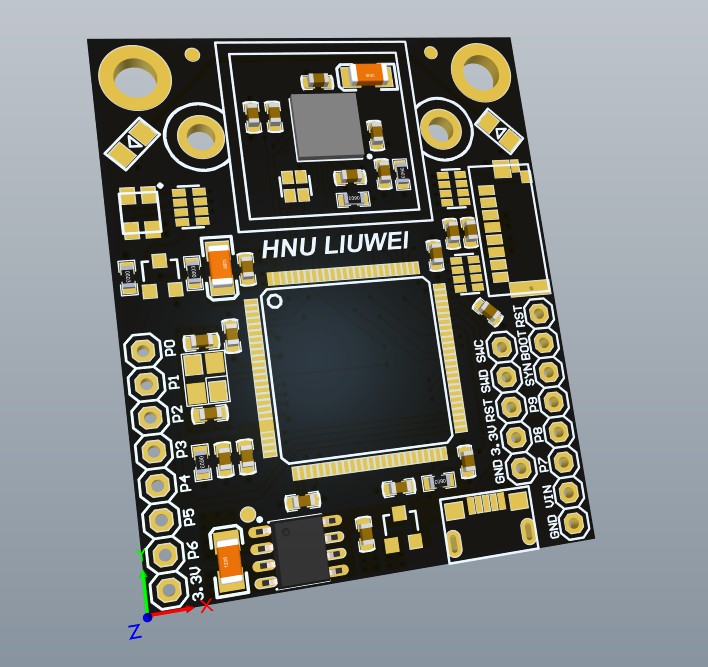 HNU LIUWEI
P0
P1
P2
P3
P4
P5
P6
3.3V
SWC
SWD
RST
3.3V
GND
RST
BOOT
SYN
P9
P8
P7
VIN
GND
X
Y
Z